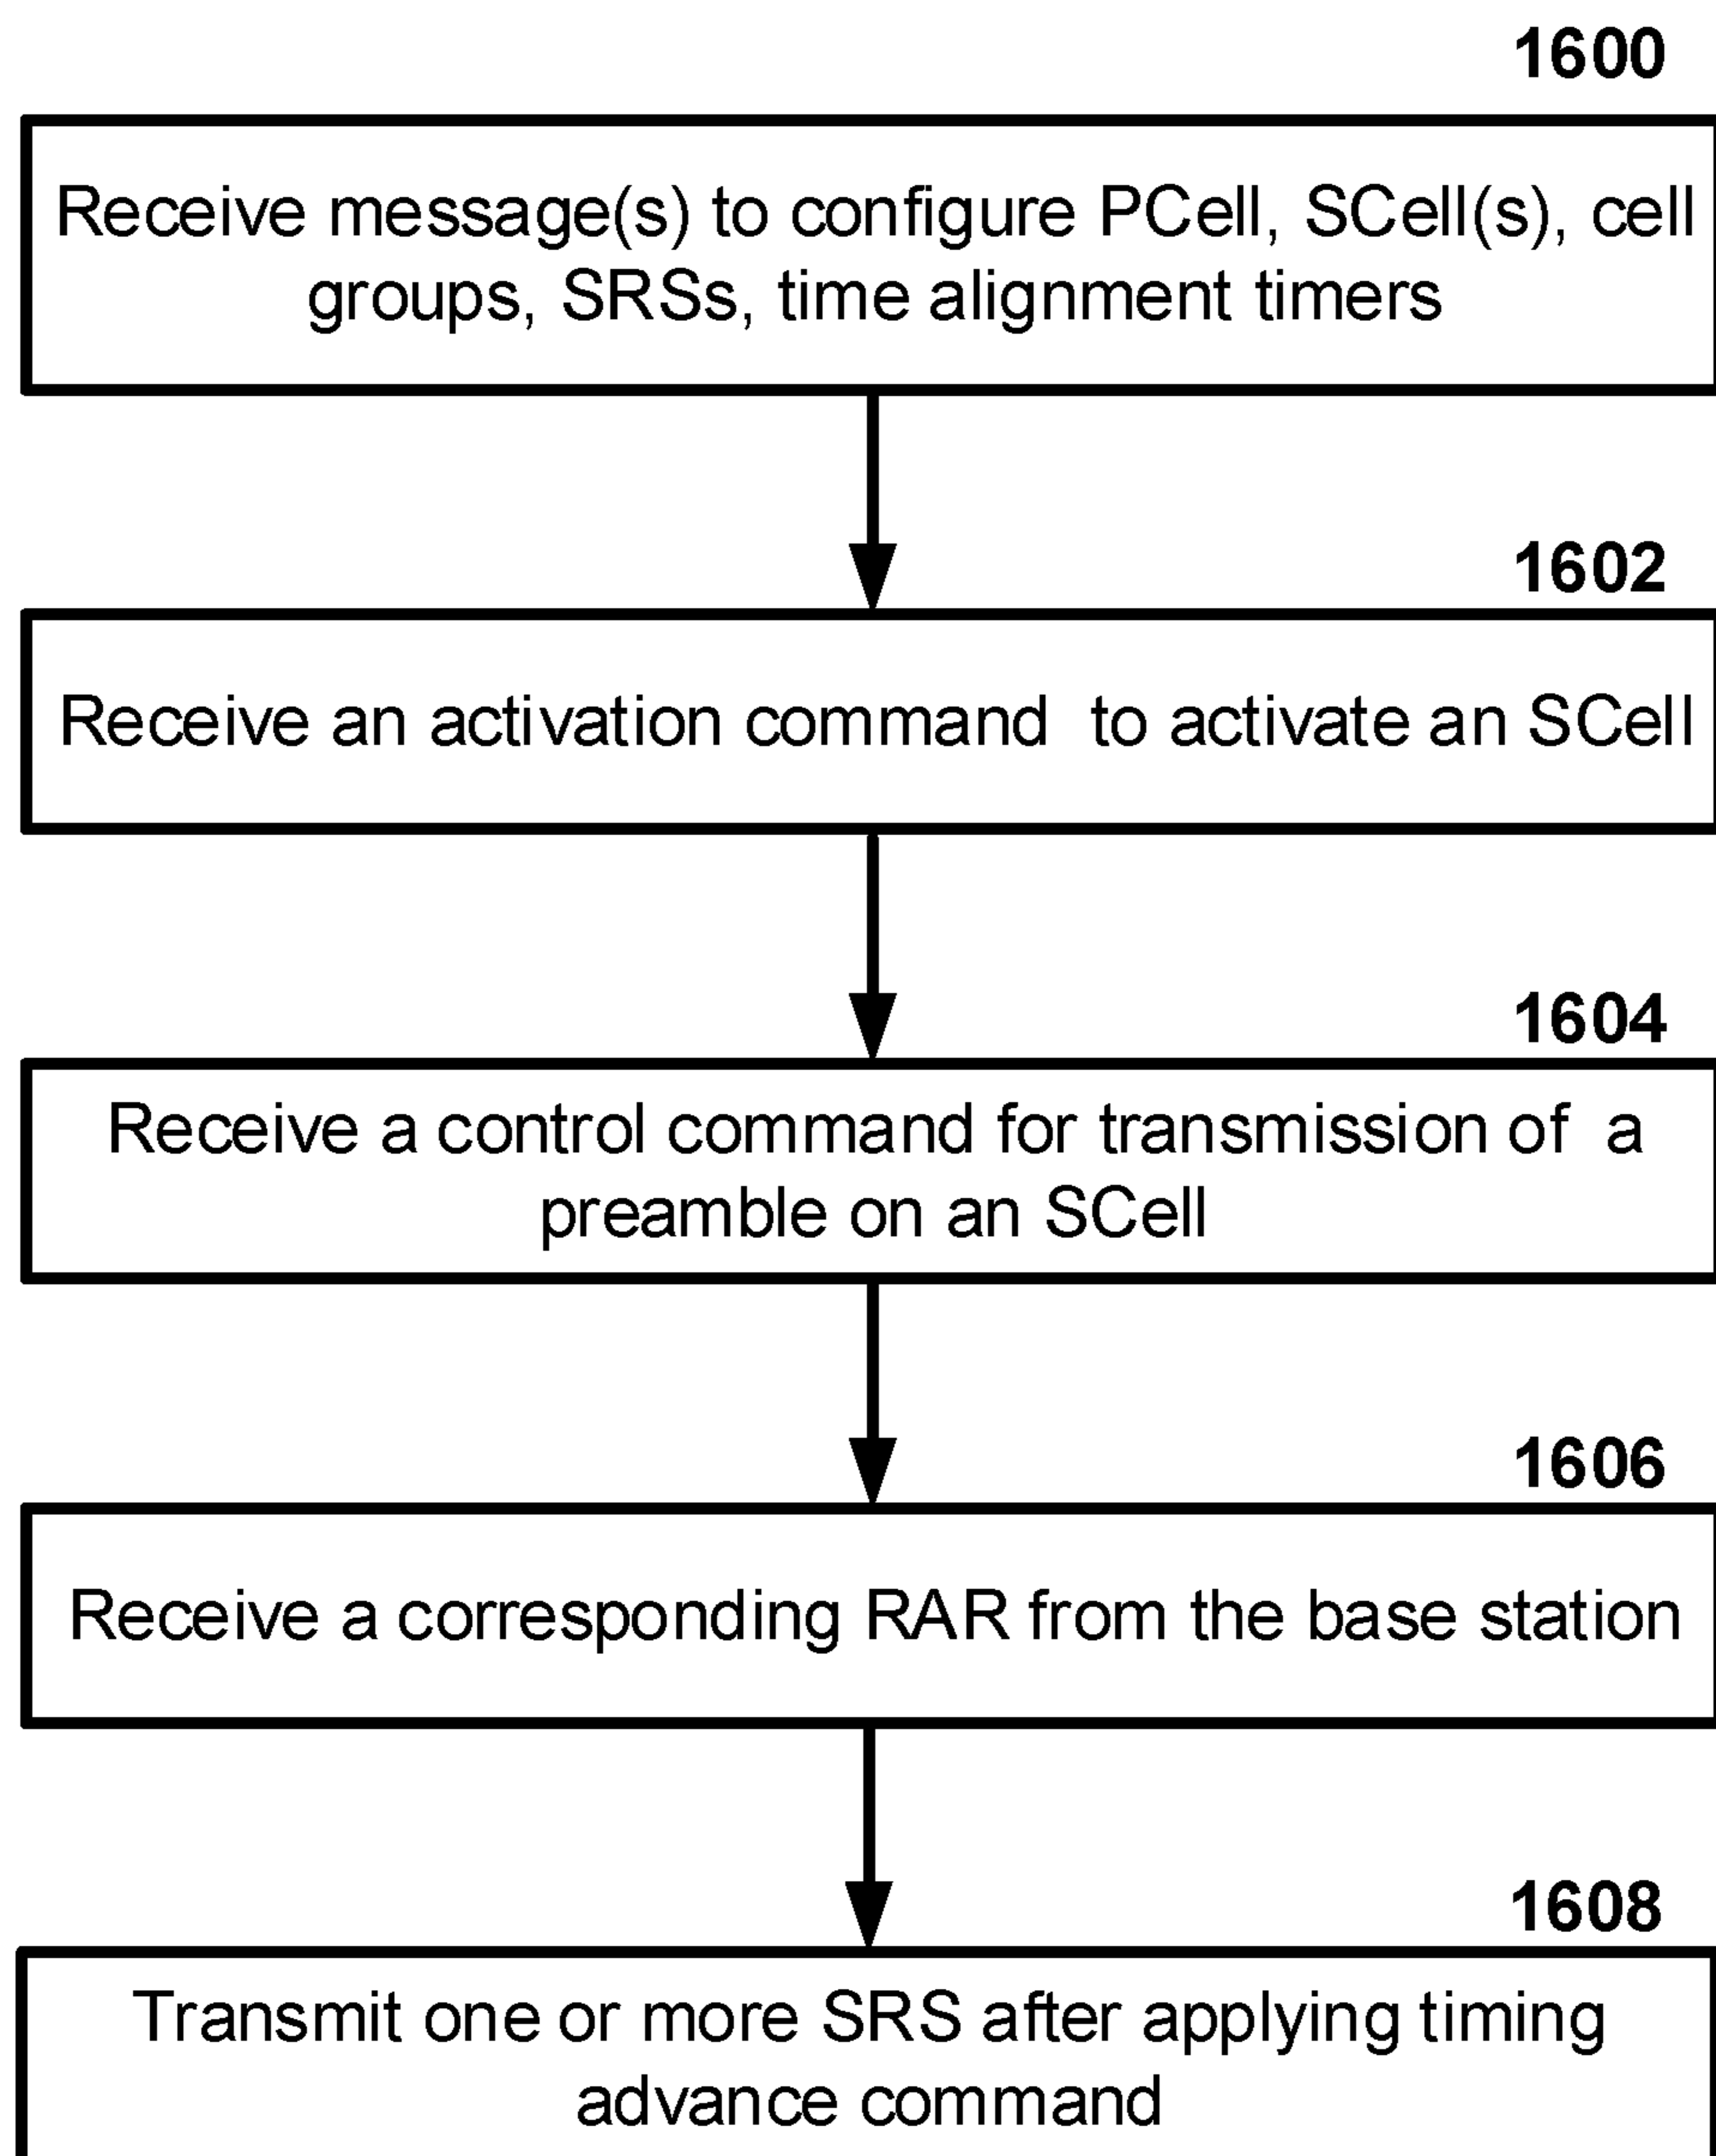 1600
Receive message(s) to configure PCell, SCell(s), cell
groups, SRSs, time alignment timers
1602
Receive an activation command  to activate an SCell
1604
Receive a control command for transmission of  a
preamble on an SCell
1606
Receive a corresponding RAR from the base station
1608
Transmit one or more SRS after applying timing
advance command